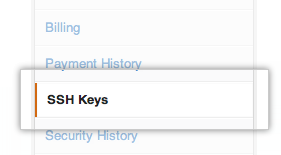 Billing
Payment History
SSH Keys
Security History